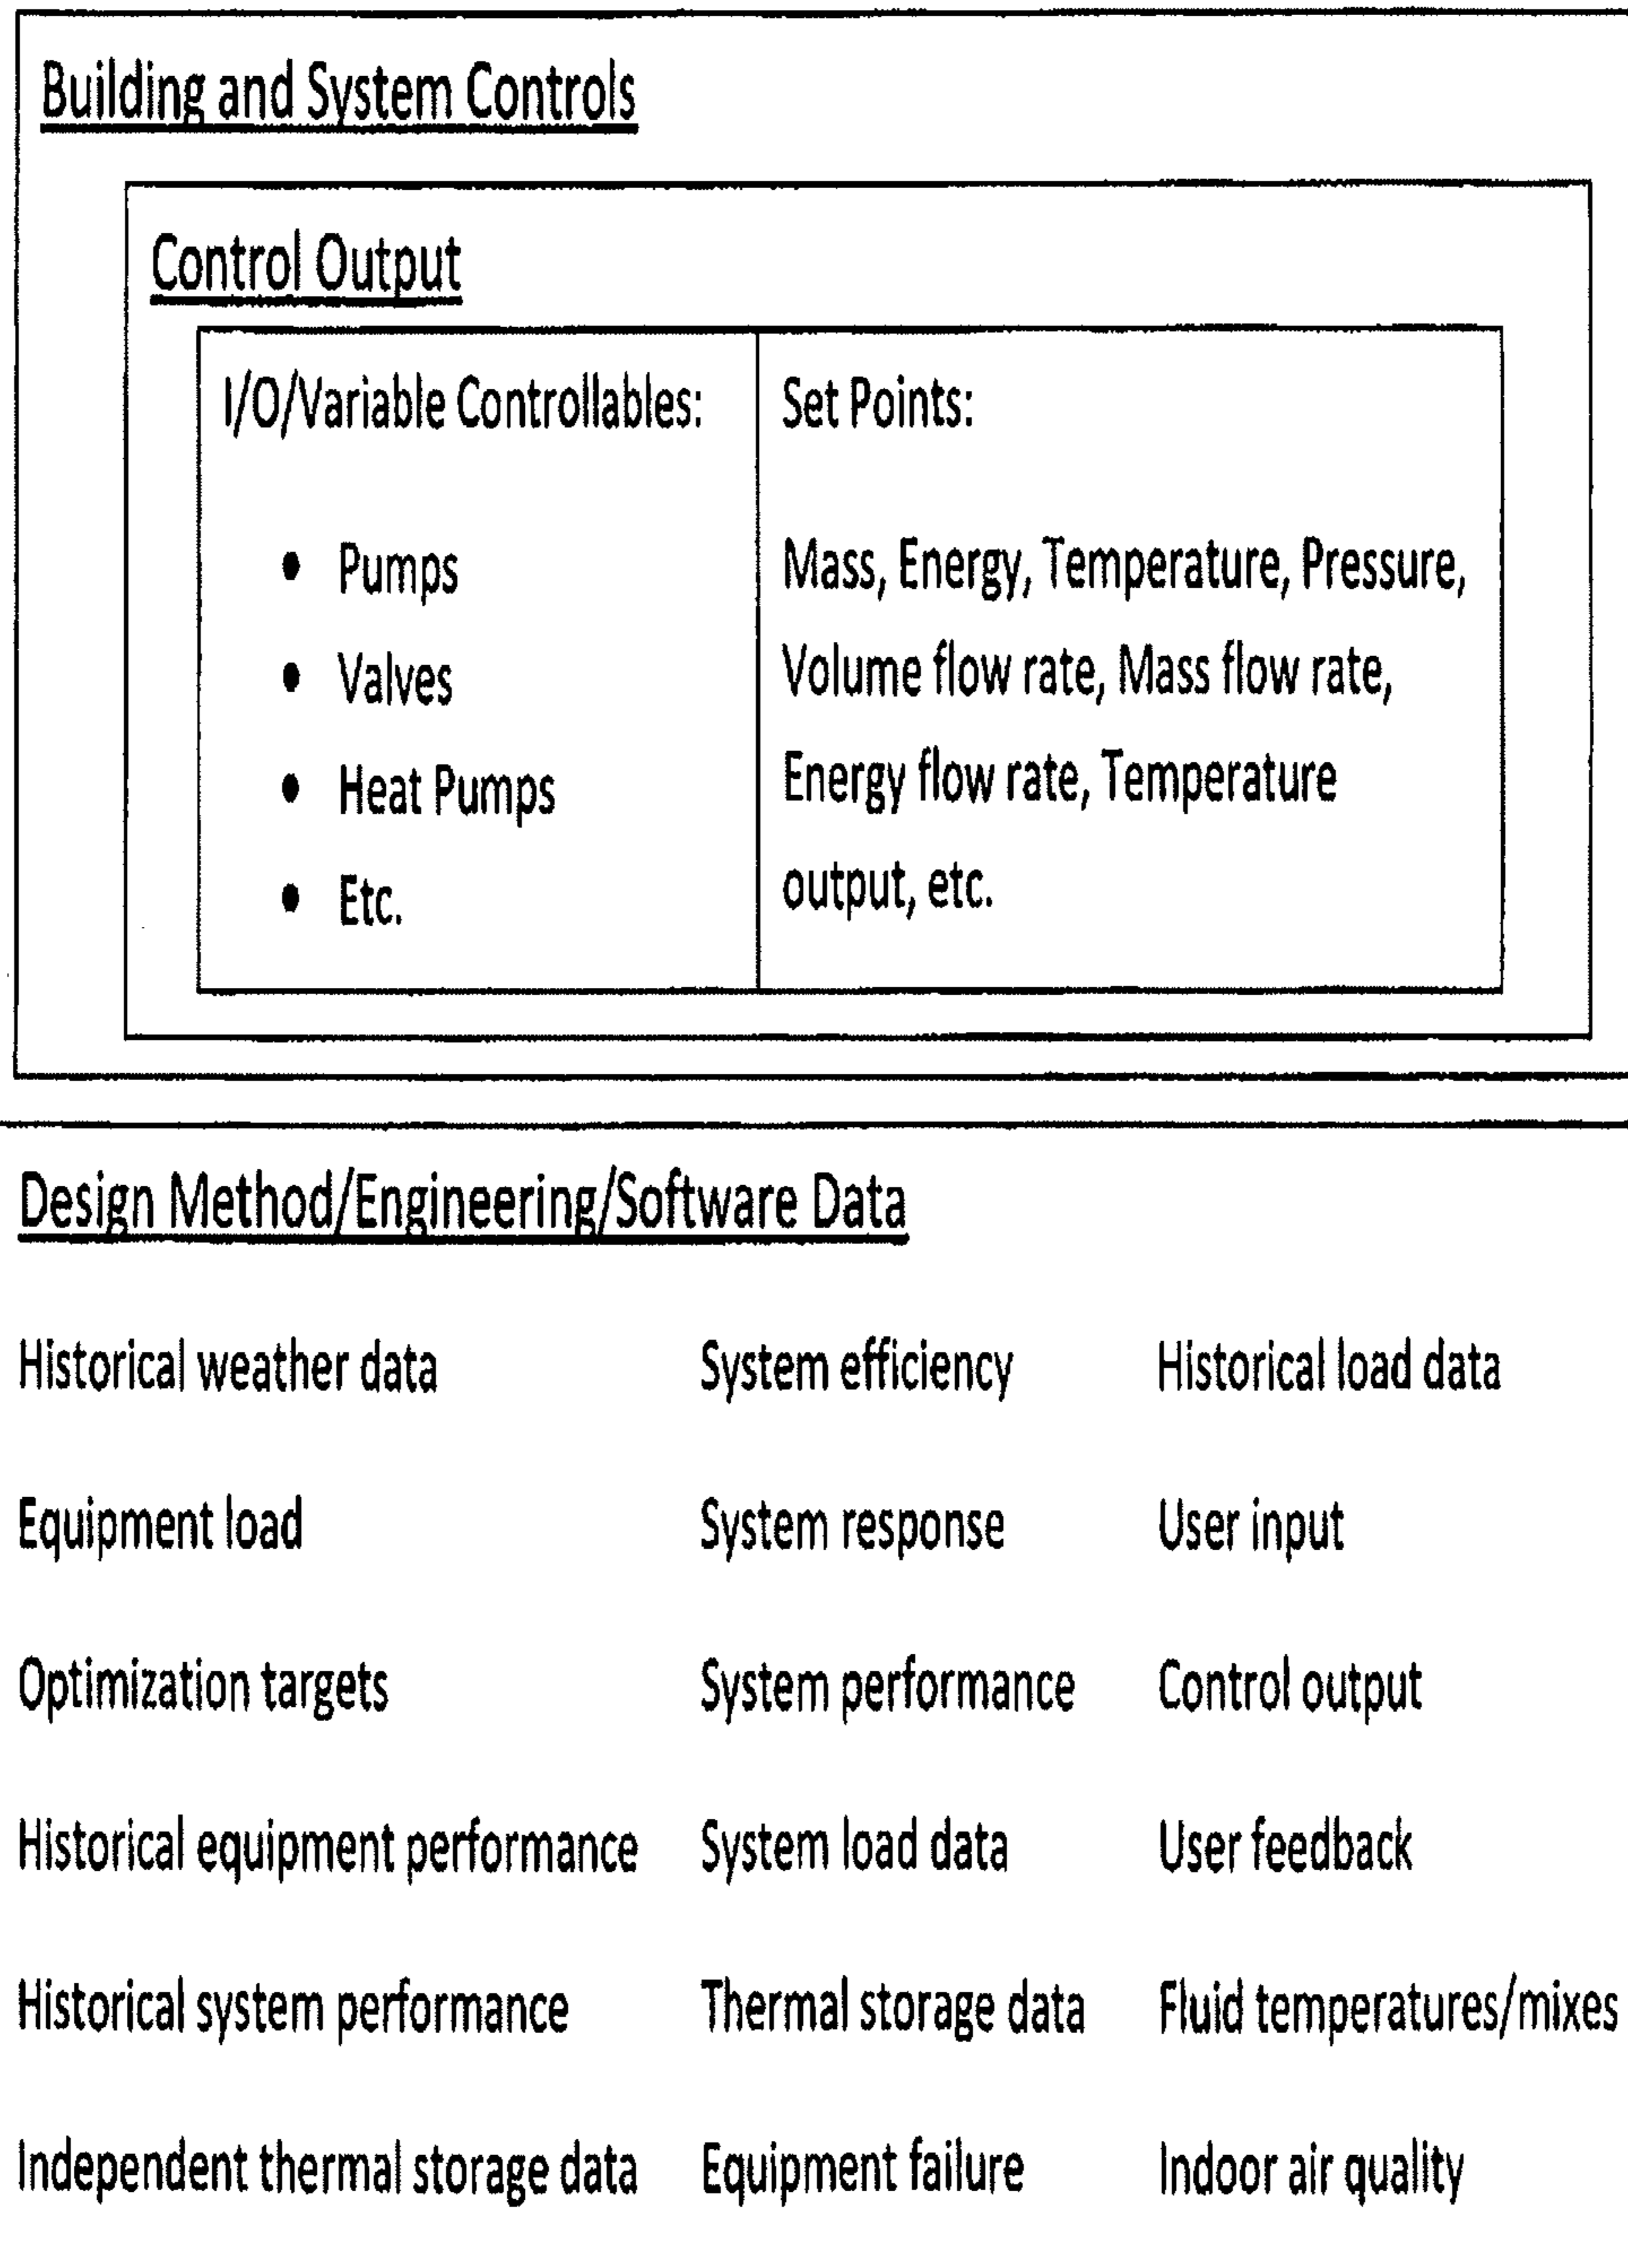 Building and System Controls
Control Output
I/O/Variable Controllables:
• Pumps
• Valves
• Heat Pumps
• Etc.
Set Points:
Mass, Energy, Temperature, Pressure,
Volume flow rate, Mass flow rate,
Energy flow rate, Temperature
output, etc.
Design Method/Engineering/Software Data
Historical weather data System efficiency Historical load data
Equipment load System response User input
Optimization targets System performance Control output
Historical equipment performance System load data User feedback
Historical system performance Thermal storage data Fluid temperatures/mixes
Independent thermal storage data Equipment failure Indoor air quality